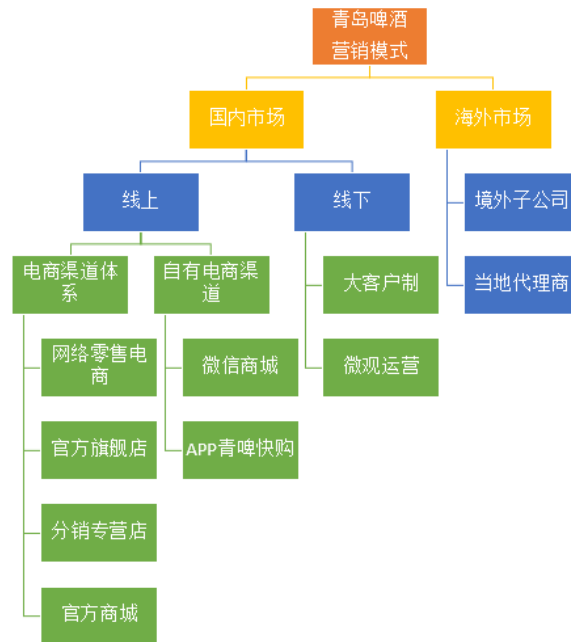 青岛啤酒
营销模式
国内市场
海外市场
线上
线下
境外子公司
电商渠道体
系
自有电商渠
道
大客户制
当地代理商
网络零售电
商
微信商城
微观运营
官方旗舰店
APP青啤快购
分销专营店
官方商城